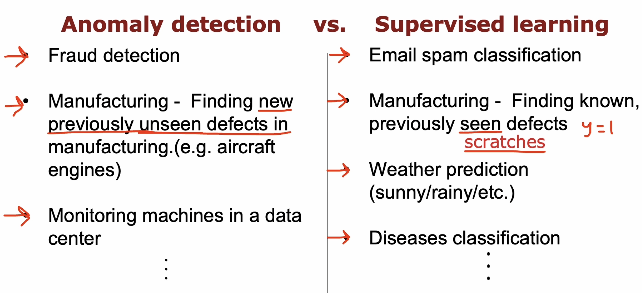 Anomaly detection vs. Supervised learning
Fraud detection
Manufacturing - Finding new
previously unseen defects in
manufacturing.(e.g. aircraft
engines)
Monitoring machines in a data
center
Email spam classification
Manufacturing - Finding known,
previously seen defects y=1
scratches
Weather prediction
(sunny/rainy/etc.)
Diseases classification